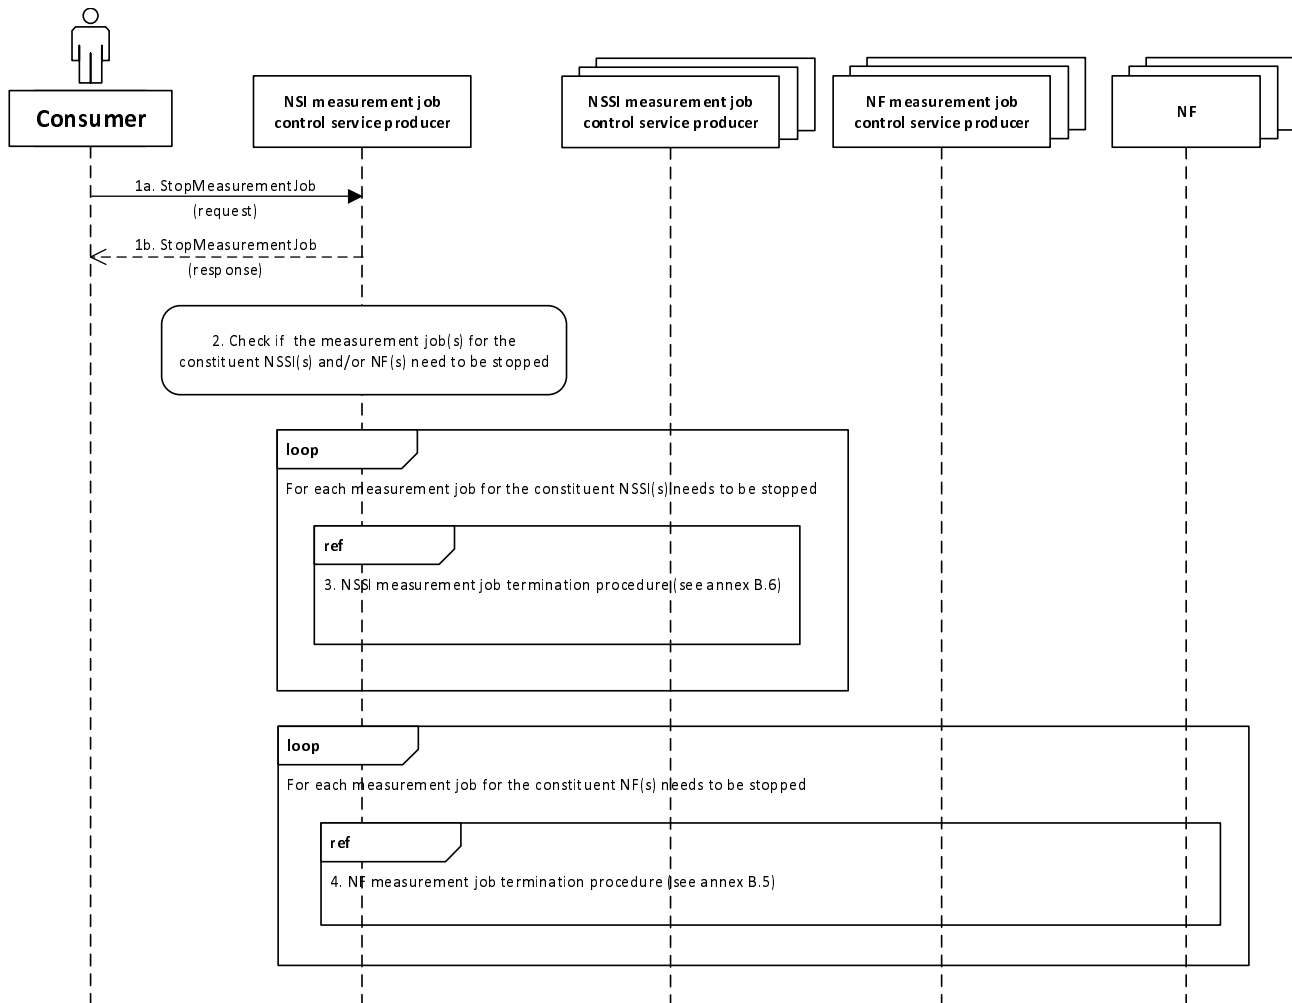 Consumer
NSI measurement job
control service producer
NSSI measurement job
control service producer
NF measurement job
control service producer
NF
1a. StopMeasurementJob
(request)
1b. StopMeasurementJob
(response)
2. Check if the measurement job(s) for the
constituent NSSI(s) and/or NF(s) need to be stopped
loop
For each measurement job for the constituent NSSI(s) needs to be stopped
ref
3. NSSI measurement job termination procedure (see annex B.6)
loop
For each measurement job for the constituent NF(s) needs to be stopped
ref
4. NF measurement job termination procedure (see annex B.5)